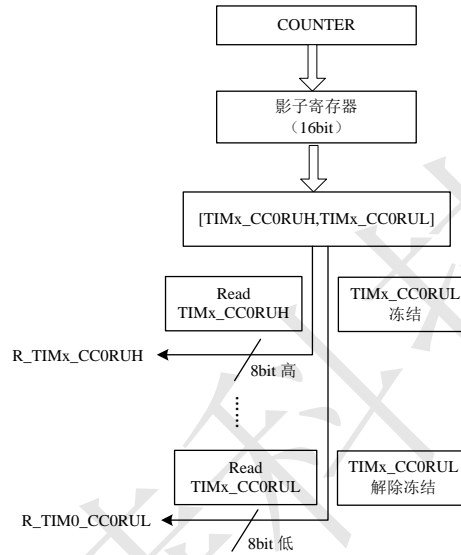 COUNTER
影子寄存器
（16bit）
[TIMx_CC0RUH,TIMx_CC0RUL]
Read
TIMx_CC0RUH
TIMx_CC0RUL
冻结
R_TIMx_CC0RUH
8bit 高
......
Read
TIMx_CC0RUL
TIMx_CC0RUL
解除冻结
R_TIM0_CC0RUL
8bit 低